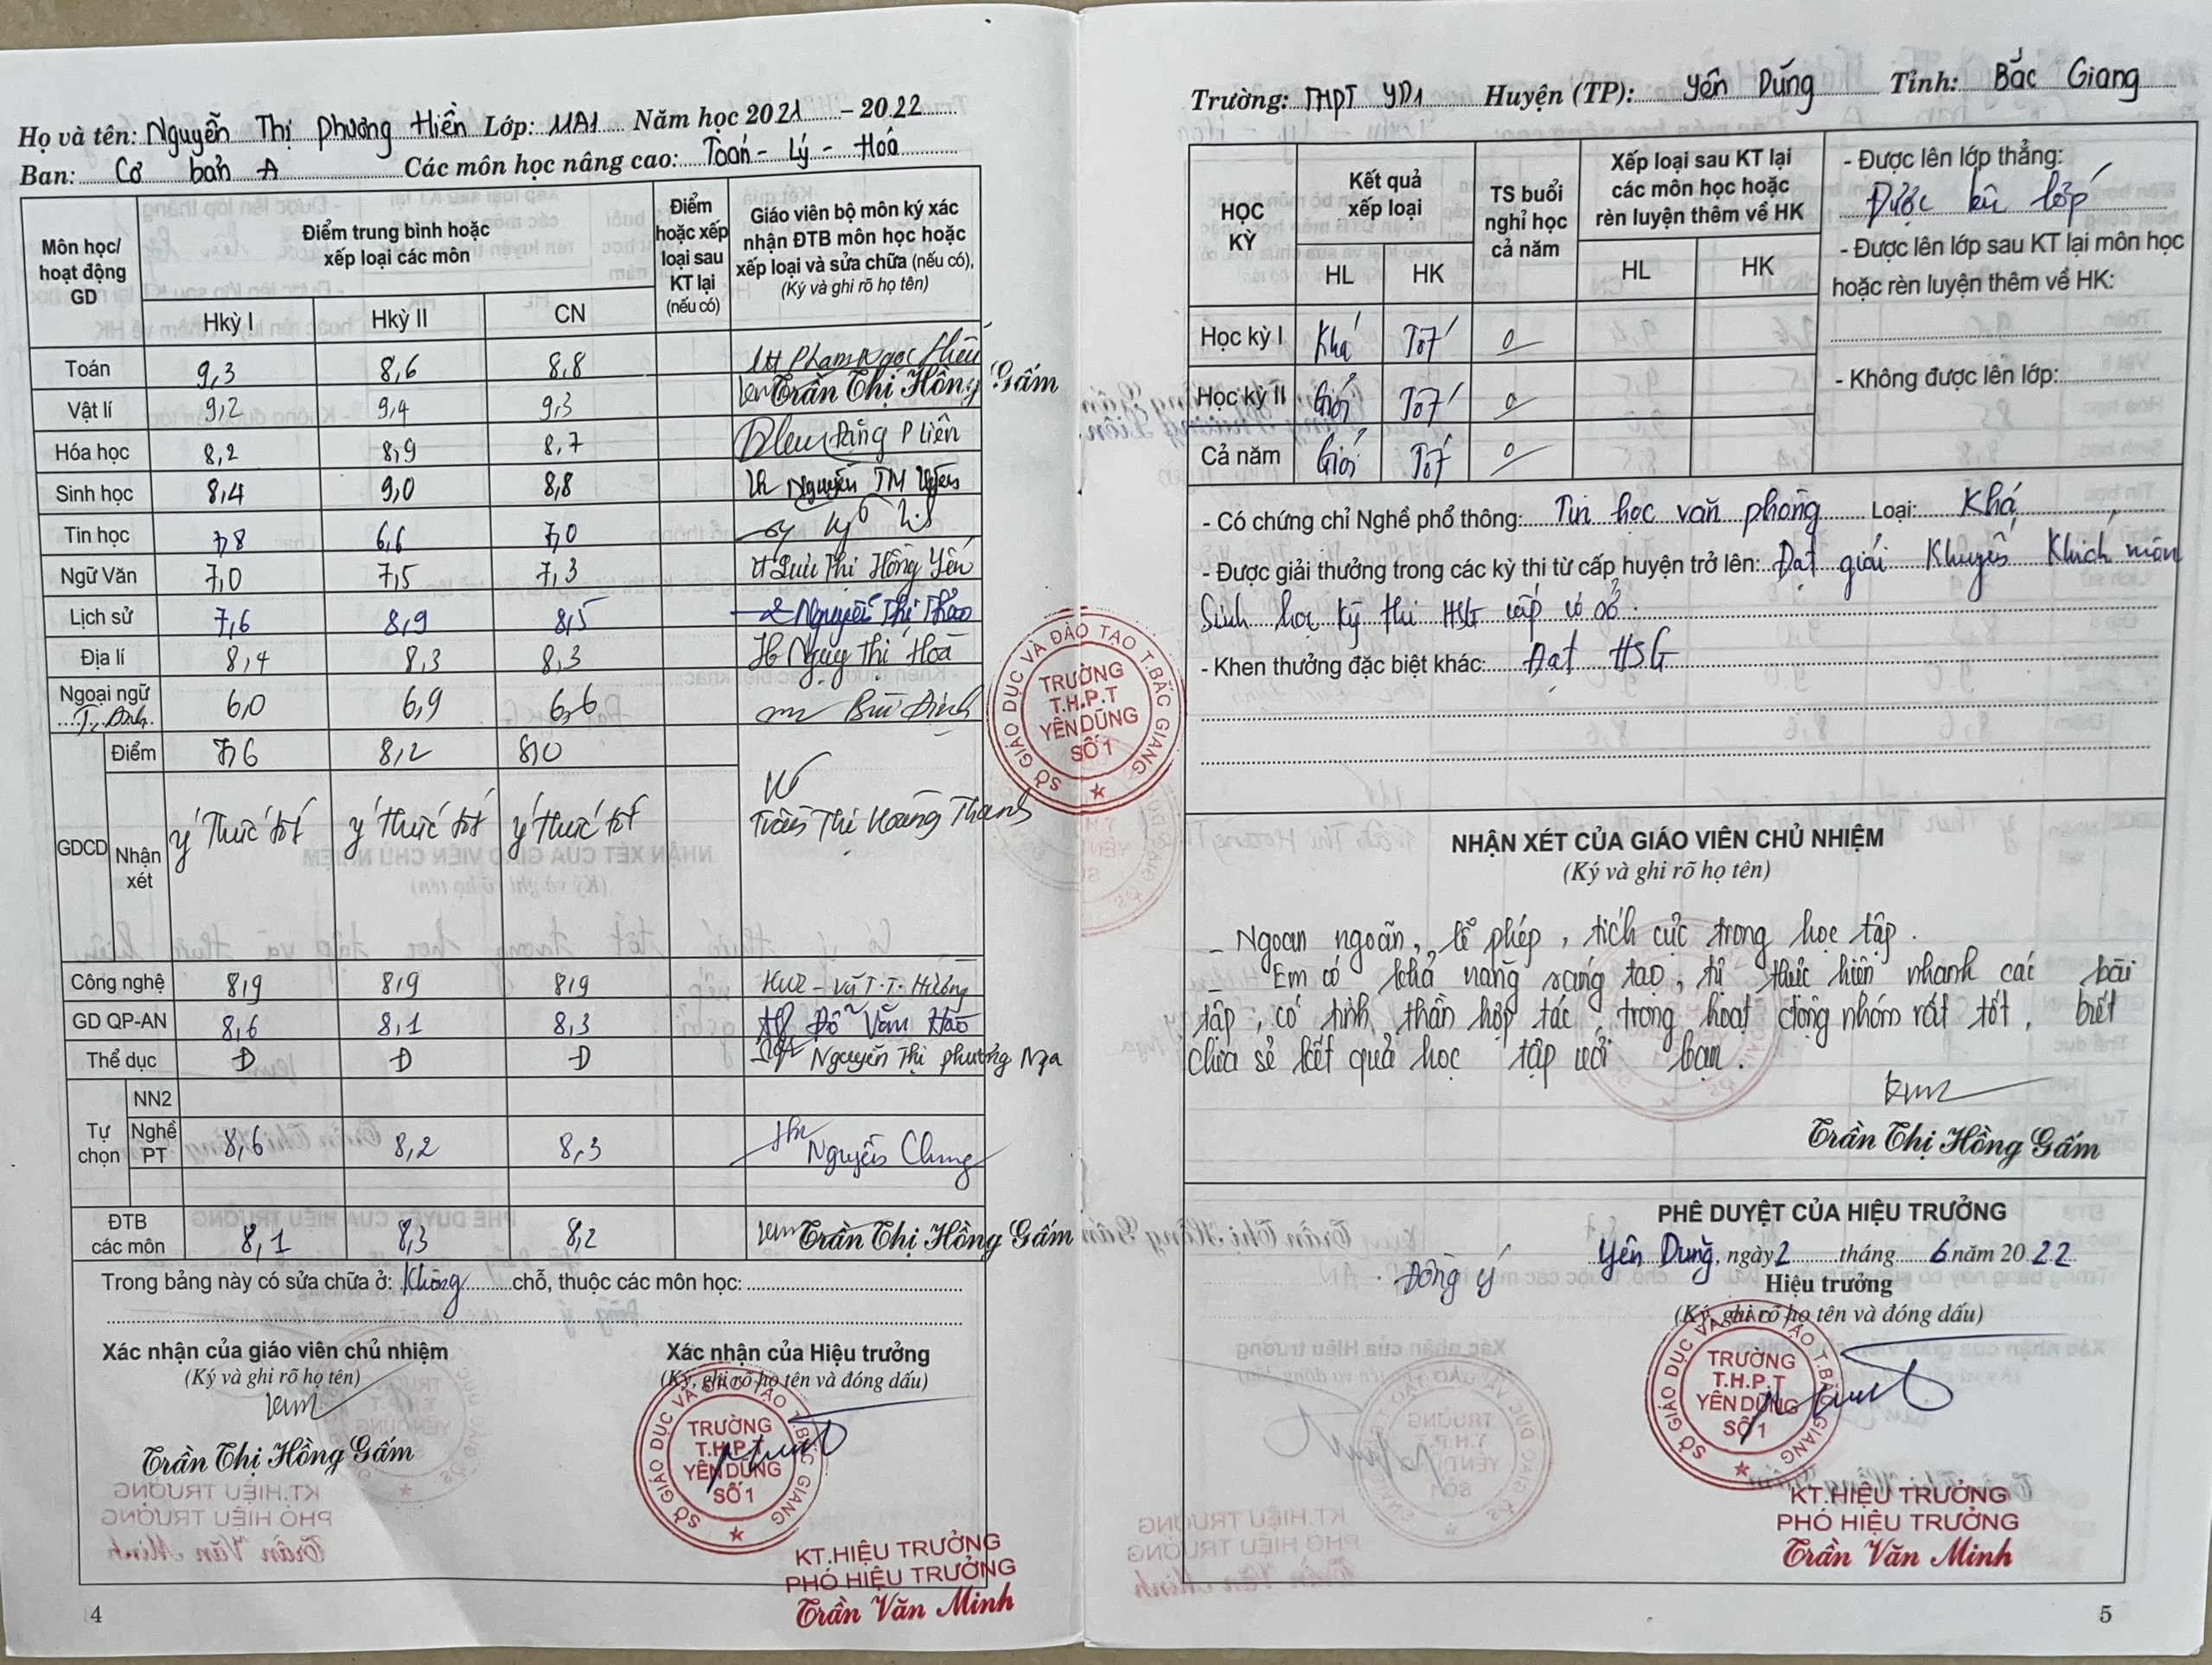 Họ và tên: Nguyễn Thị Phương Hiền Lớp: 11A1 Năm học 2021 - 2022
Ban: Cơ bản A Các môn học nâng cao: Toán - Lý - Hoá
Môn học/ hoạt động GD
Điểm trung bình hoặc xếp loại các môn
Điểm hoặc xếp loại sau KT lại (nếu có)
Giáo viên bộ môn ký xác nhận ĐTB môn học hoặc xếp loại và sửa chữa (nếu có),
(Ký và ghi rõ họ tên)
Hkỳ I Hkỳ II CN
Toán 9,3 8,6 8,8 Phạm Ngọc
Vật lí 9,2 9,4 9,3 Trần Thị Hồng Gấm
Hóa học 8,2 8,9 8,7 Đặng P Liên
Sinh học 8,4 9,0 8,8 Nguyễn TM
Tin học 7,8 6,6 7,0
Ngữ Văn 7,0 7,5 7,3 Lưu Thị Hồng Yến
Lịch sử 7,6 8,9 8,5 Nguyễn Thị Thảo
Địa lí 8,4 8,3 8,3 Thị Hoà
Ngoại ngữ T. Anh 6,0 6,9 6,6 Bùi
GDCD Điểm 7,6 8,2 8,0
Nhận xét ý thức tốt ý thức tốt ý thức tốt Trần Thị Hoàng Thanh
Công nghệ 8,9 8,9 8,9 Vũ T.T. Hường
GD QP-AN 8,6 8,1 8,3 Đỗ Văn Hào
Thể dục Đ Đ Đ Nguyễn Thị Phương Nga
Tự chọn NN2
Nghề PT 8,6 8,2 8,3 Nguyễn Chung
ĐTB các môn 8,1 8,3 8,2 Trần Thị Hồng Gấm
Trong bảng này có sửa chữa ở: Không chỗ, thuộc các môn học:
Xác nhận của giáo viên chủ nhiệm
(Ký và ghi rõ họ tên)
Trần Thị Hồng Gấm
Xác nhận của Hiệu trưởng
(Ký, ghi rõ họ tên và đóng dấu)
SỞ GIÁO DỤC VÀ ĐÀO TẠO T.BẮC GIANG
TRƯỜNG
T.H.P.T
YÊN DŨNG
SỐ 1
KT.HIỆU TRƯỞNG
PHÓ HIỆU TRƯỞNG
Trần Văn Minh
4
SỞ GIÁO DỤC VÀ ĐÀO TẠO T.BẮC GIANG
TRƯỜNG
T.H.P.T
YÊN DŨNG
SỐ 1
Trường: THPT YD1 Huyện (TP): Yên Dũng Tỉnh: Bắc Giang
HỌC KỲ
Kết quả xếp loại
TS buổi nghỉ học cả năm
Xếp loại sau KT lại các môn học hoặc rèn luyện thêm về HK
HL HK HL HK
Học kỳ I Khá Tốt 0
Học kỳ II Giỏi Tốt 0
Cả năm Giỏi Tốt 0
- Được lên lớp thẳng:
Được lên lớp
- Được lên lớp sau KT lại môn học
hoặc rèn luyện thêm về HK:
- Không được lên lớp:
- Có chứng chỉ Nghề phổ thông: Tin học văn phòng Loại: Khá
- Được giải thưởng trong các kỳ thi từ cấp huyện trở lên: Đạt giải Khuyến Khích môn
Sinh học kỳ thi HSG cấp cơ sở.
- Khen thưởng đặc biệt khác: Đạt HSG
NHẬN XÉT CỦA GIÁO VIÊN CHỦ NHIỆM
(Ký và ghi rõ họ tên)
- Ngoan ngoãn, lễ phép, tích cực trong học tập.
- Em có khả năng sáng tạo, tự thực hiện nhanh các bài
tập, có tinh thần hợp tác trong hoạt động nhóm rất tốt, biết
chia sẻ kết quả học tập với bạn.
Trần Thị Hồng Gấm
PHÊ DUYỆT CỦA HIỆU TRƯỞNG
Đồng ý
Yên Dũng, ngày 2 tháng 6 năm 2022
Hiệu trưởng
(Ký, ghi rõ họ tên và đóng dấu)
SỞ GIÁO DỤC VÀ ĐÀO TẠO T.BẮC GIANG
TRƯỜNG
T.H.P.T
YÊN DŨNG
SỐ 1
KT.HIỆU TRƯỞNG
PHÓ HIỆU TRƯỞNG
Trần Văn Minh
5